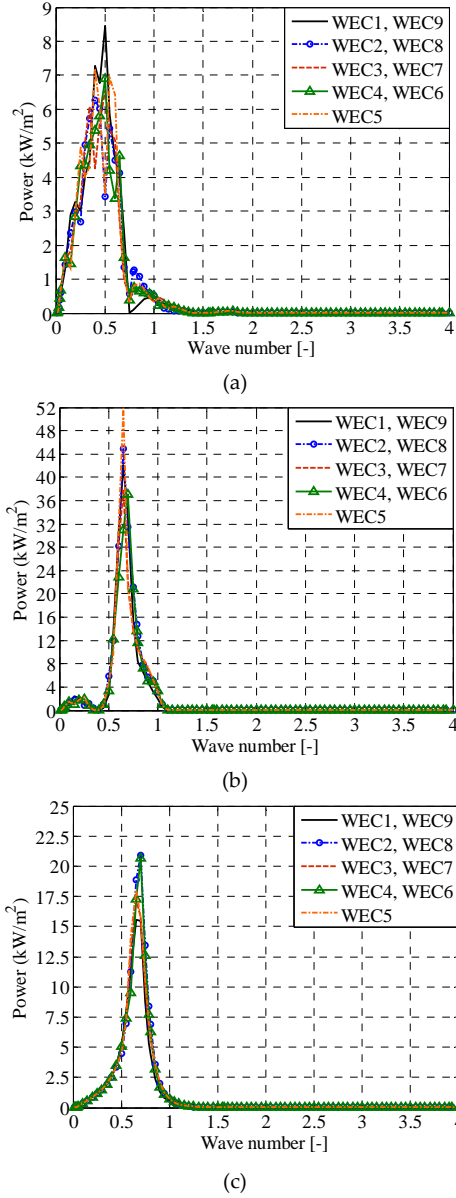 9
8
7
6
5
4
3
2
1
0
Power (kW/m²)
WEC1, WEC9
WEC2, WEC8
WEC3, WEC7
WEC4, WEC6
WEC5
0 0.5 1 1.5 2 2.5 3 3.5 4
Wave number [-]
(a)
52
48
44
40
36
32
28
24
20
16
12
8
4
0
Power (kW/m²)
WEC1, WEC9
WEC2, WEC8
WEC3, WEC7
WEC4, WEC6
WEC5
0 0.5 1 1.5 2 2.5 3 3.5 4
Wave number [-]
(b)
25
22.5
20
17.5
15
12.5
10
7.5
5
2.5
0
Power (kW/m²)
WEC1, WEC9
WEC2, WEC8
WEC3, WEC7
WEC4, WEC6
WEC5
0 0.5 1 1.5 2 2.5 3 3.5 4
Wave number [-]
(c)